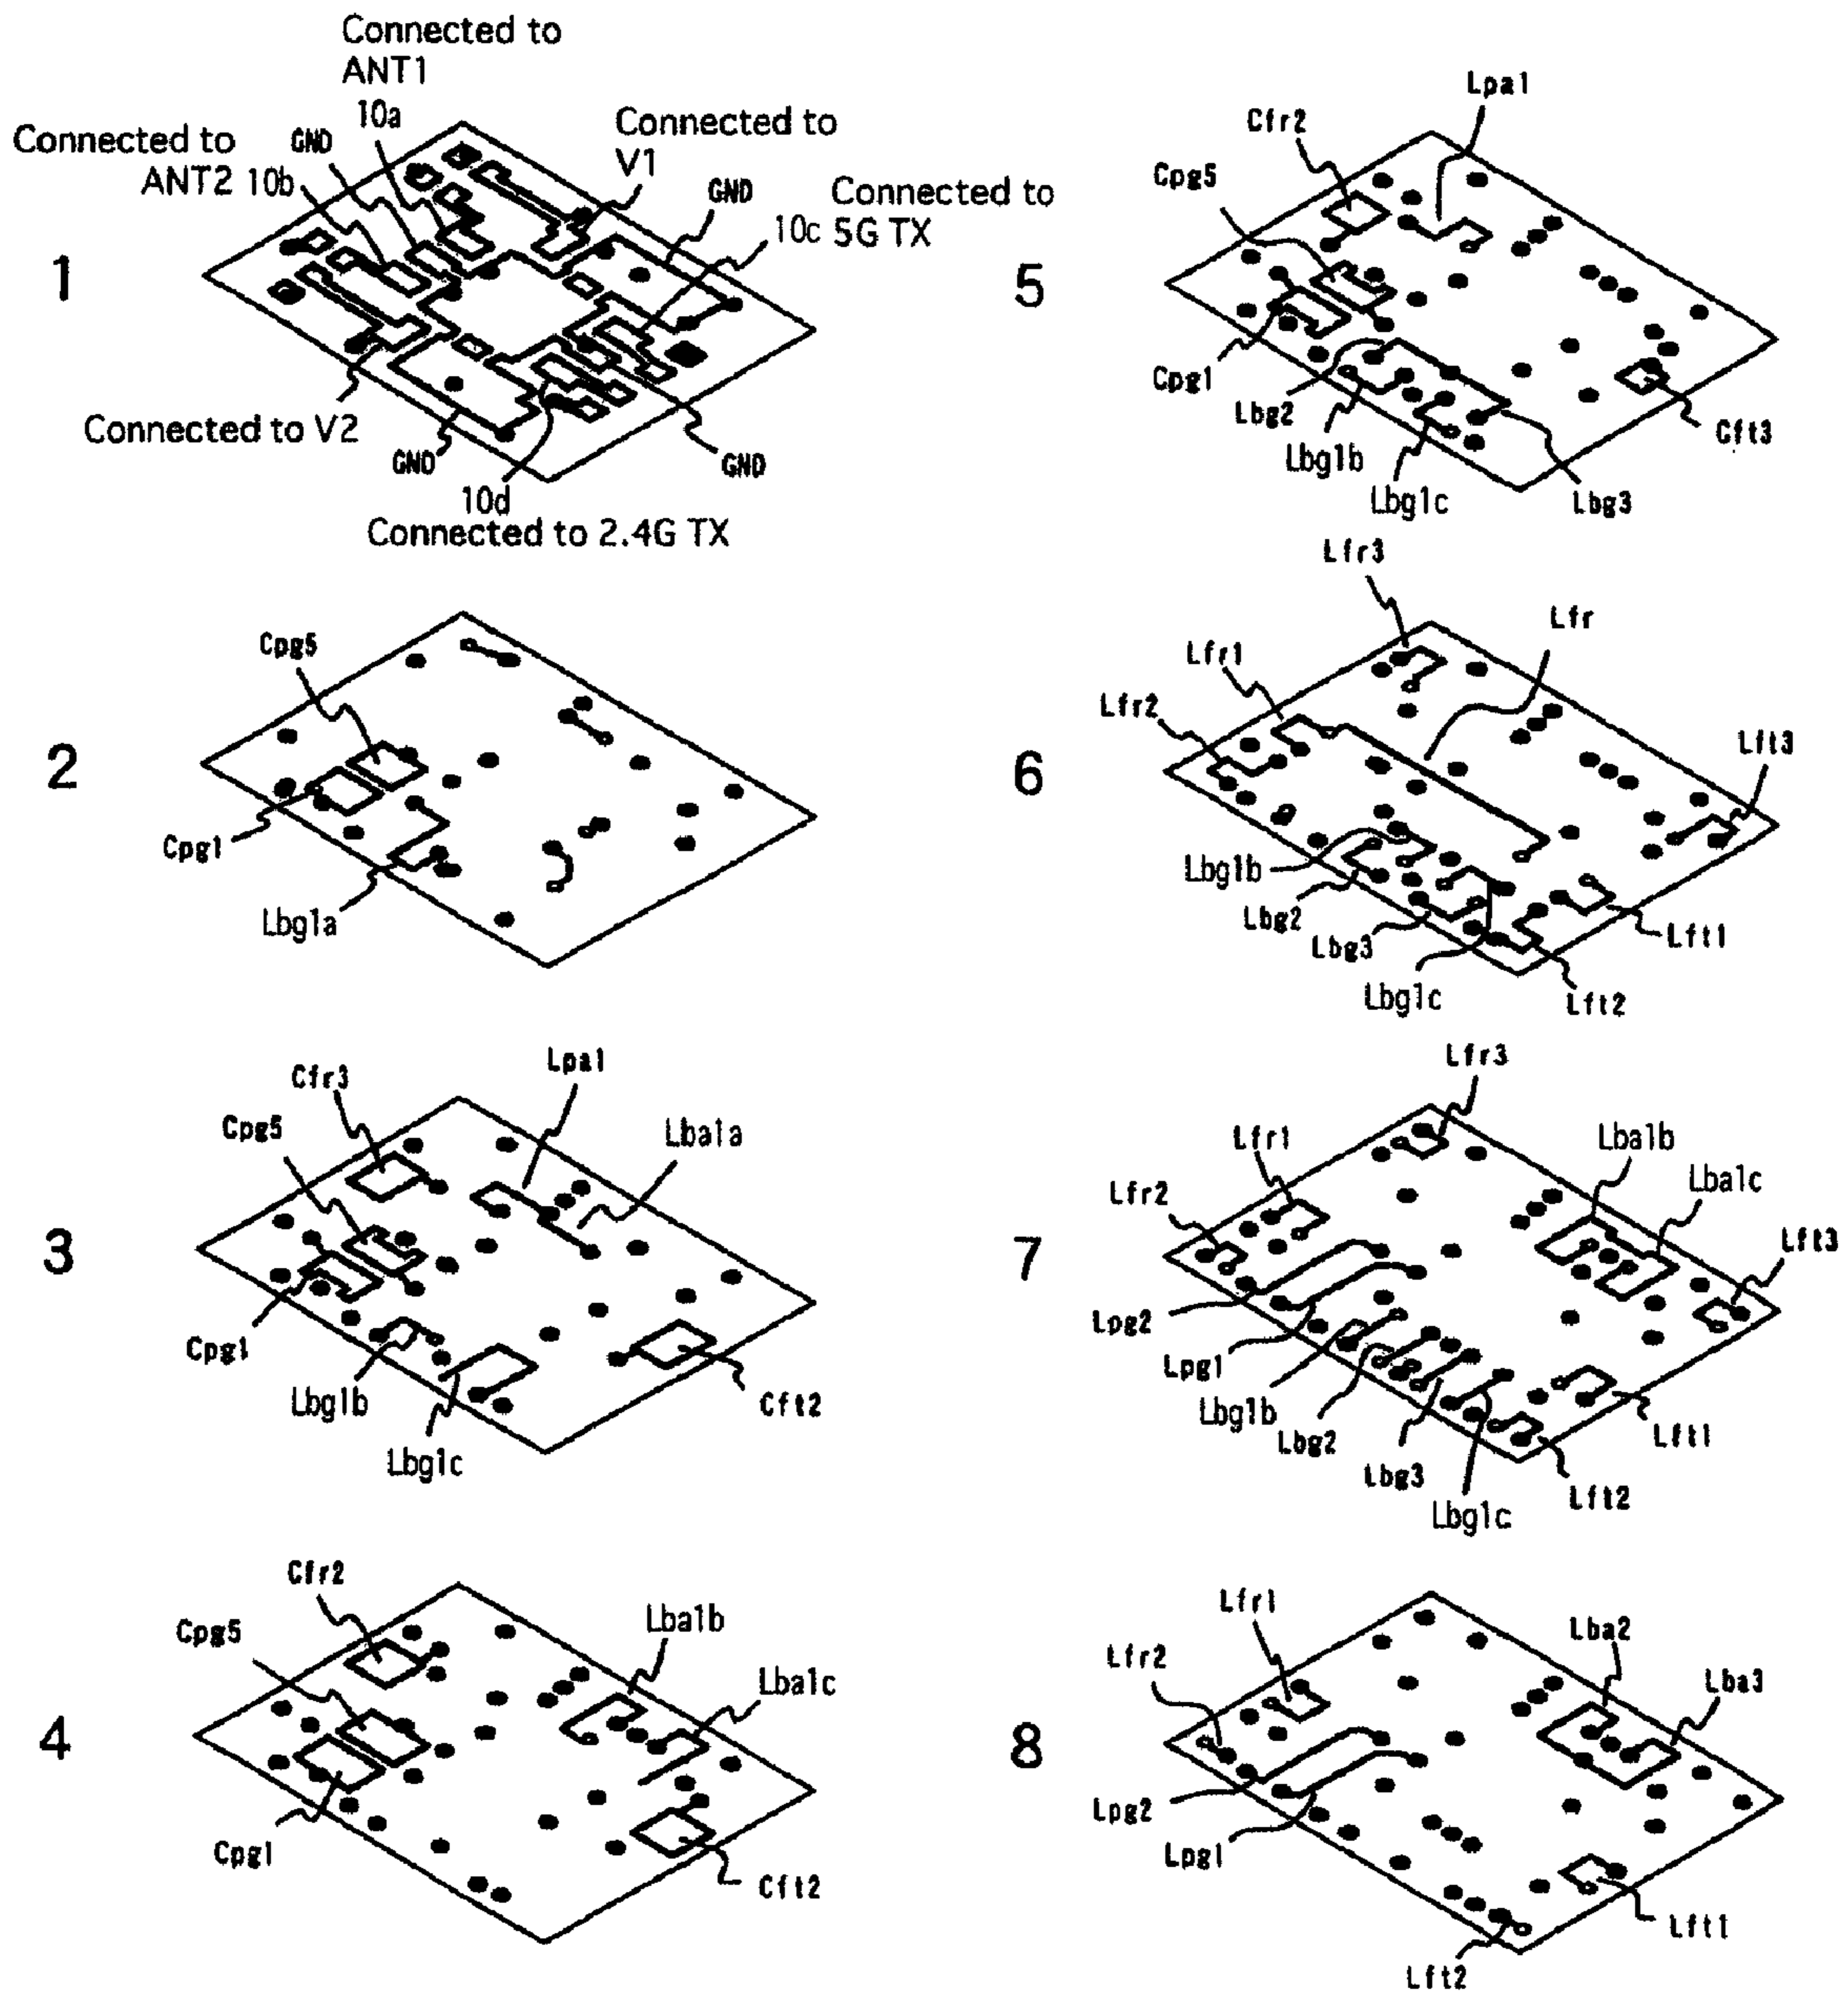 Connected to
ANT1
10a
Connected to
ANT2 10b
GND
Connected to
V1
GND
Connected to
10c 5G TX
1
Connected to V2
GND
GND
10d
Connected to 2.4G TX
2
Cpg5
Cpg1
Lbg1a
3
Cfr3
Lpa1
Cpg5
Lba1a
Cpg1
Lbg1b
Lbg1c
Cft2
4
Cfr2
Cpg5
Lba1b
Lba1c
Cpg1
Cft2
5
Lpa1
Cfr2
Cpg5
Cpg1
Lbg2
Lbg1b
Lbg1c
Lbg3
Cft3
6
Lfr3
Lfr
Lfr1
Lfr2
Lft3
Lbg1b
Lbg2
Lbg3
Lbg1c
Lft1
Lft2
7
Lfr3
Lfr1
Lba1b
Lfr2
Lba1c
Lft3
Lpg2
Lpg1
Lbg1b
Lbg2
Lbg3
Lbg1c
Lft1
Lft2
8
Lfr1
Lba2
Lfr2
Lba3
Lpg2
Lpg1
Lft1
Lft2